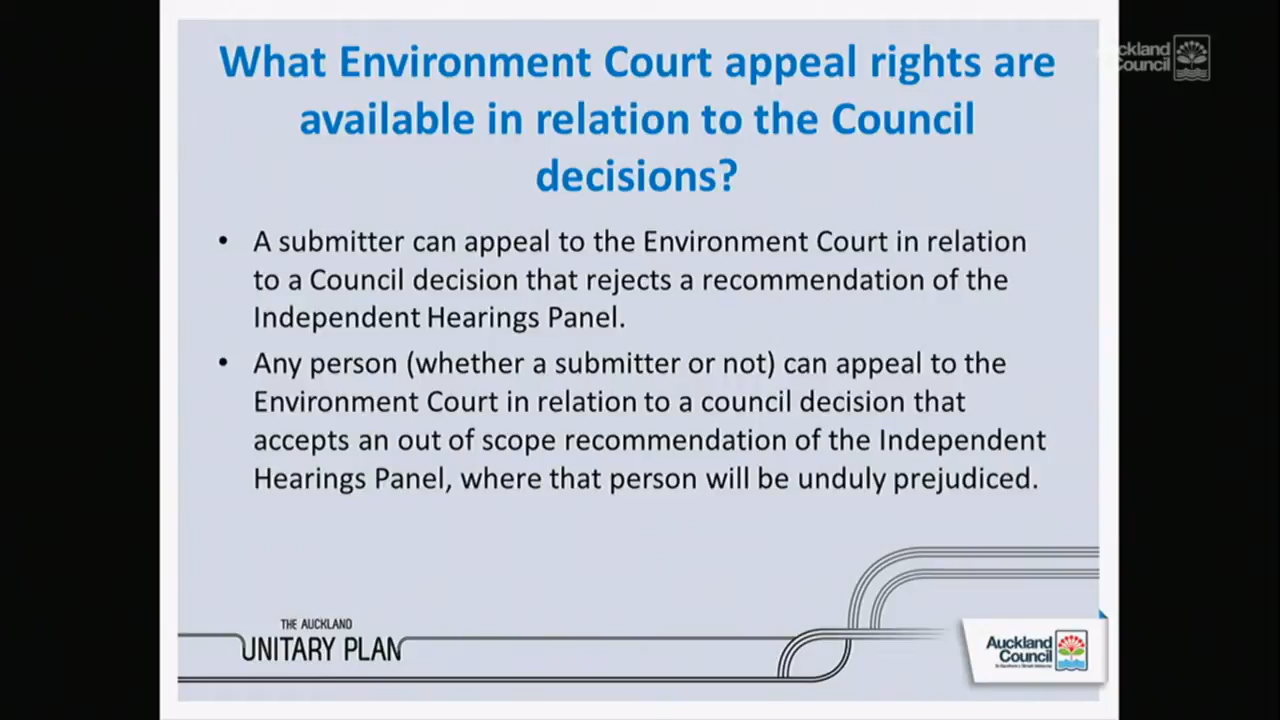 What Environment Court appeal rights are
available in relation to the Council
decisions?
Auckland
Council
• A submitter can appeal to the Environment Court in relation
to a Council decision that rejects a recommendation of the
Independent Hearings Panel.
• Any person (whether a submitter or not) can appeal to the
Environment Court in relation to a council decision that
accepts an out of scope recommendation of the Independent
Hearings Panel, where that person will be unduly prejudiced.
THE AUCKLAND
UNITARY PLAN
Auckland
Council